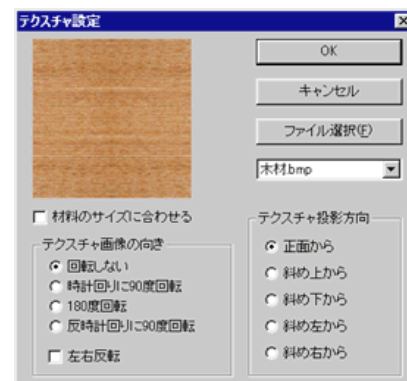 テクスチャ設定
OK
キャンセル
ファイル選択(F)
木材.bmp
材料のサイズに合わせる
テクスチャ画像の向き
回転しない
時計回りに90度回転
180度回転
反時計回りに90度回転
左右反転
テクスチャ投影方向
正面から
斜め上から
斜め下から
斜め左から
斜め右から